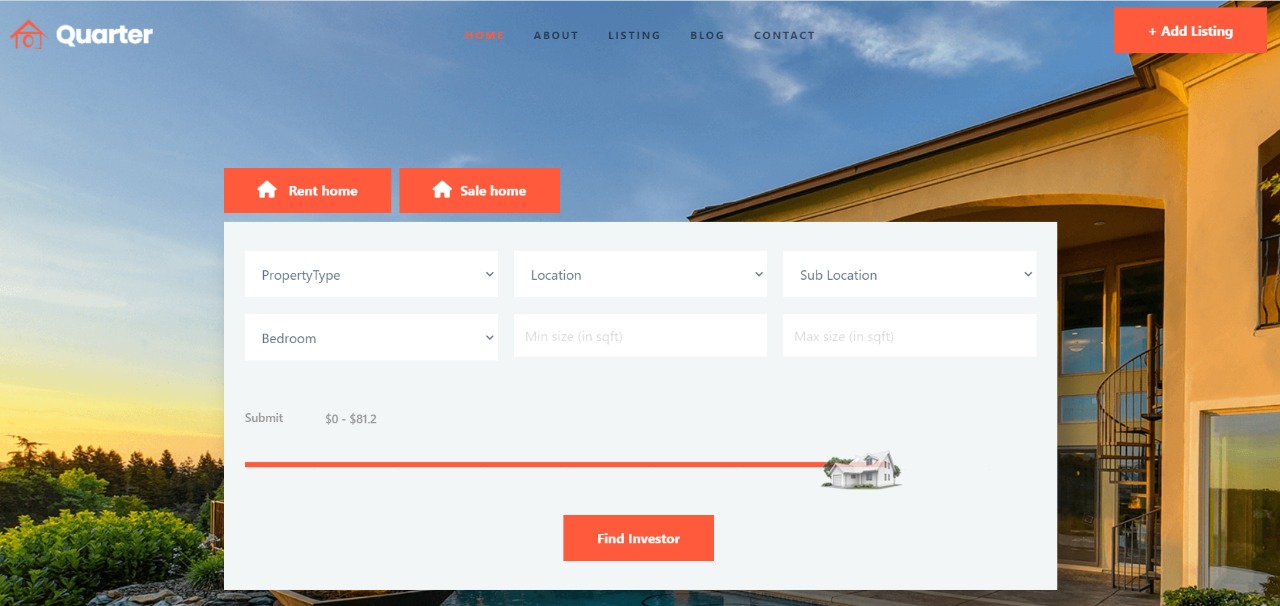 Quarter
HOME ABOUT LISTING BLOG CONTACT
+ Add Listing
Rent home Sale home
PropertyType Location Sub Location
Bedroom Min size (in sqft) Max size (in sqft)
Submit $0 - $81.2
Find Investor